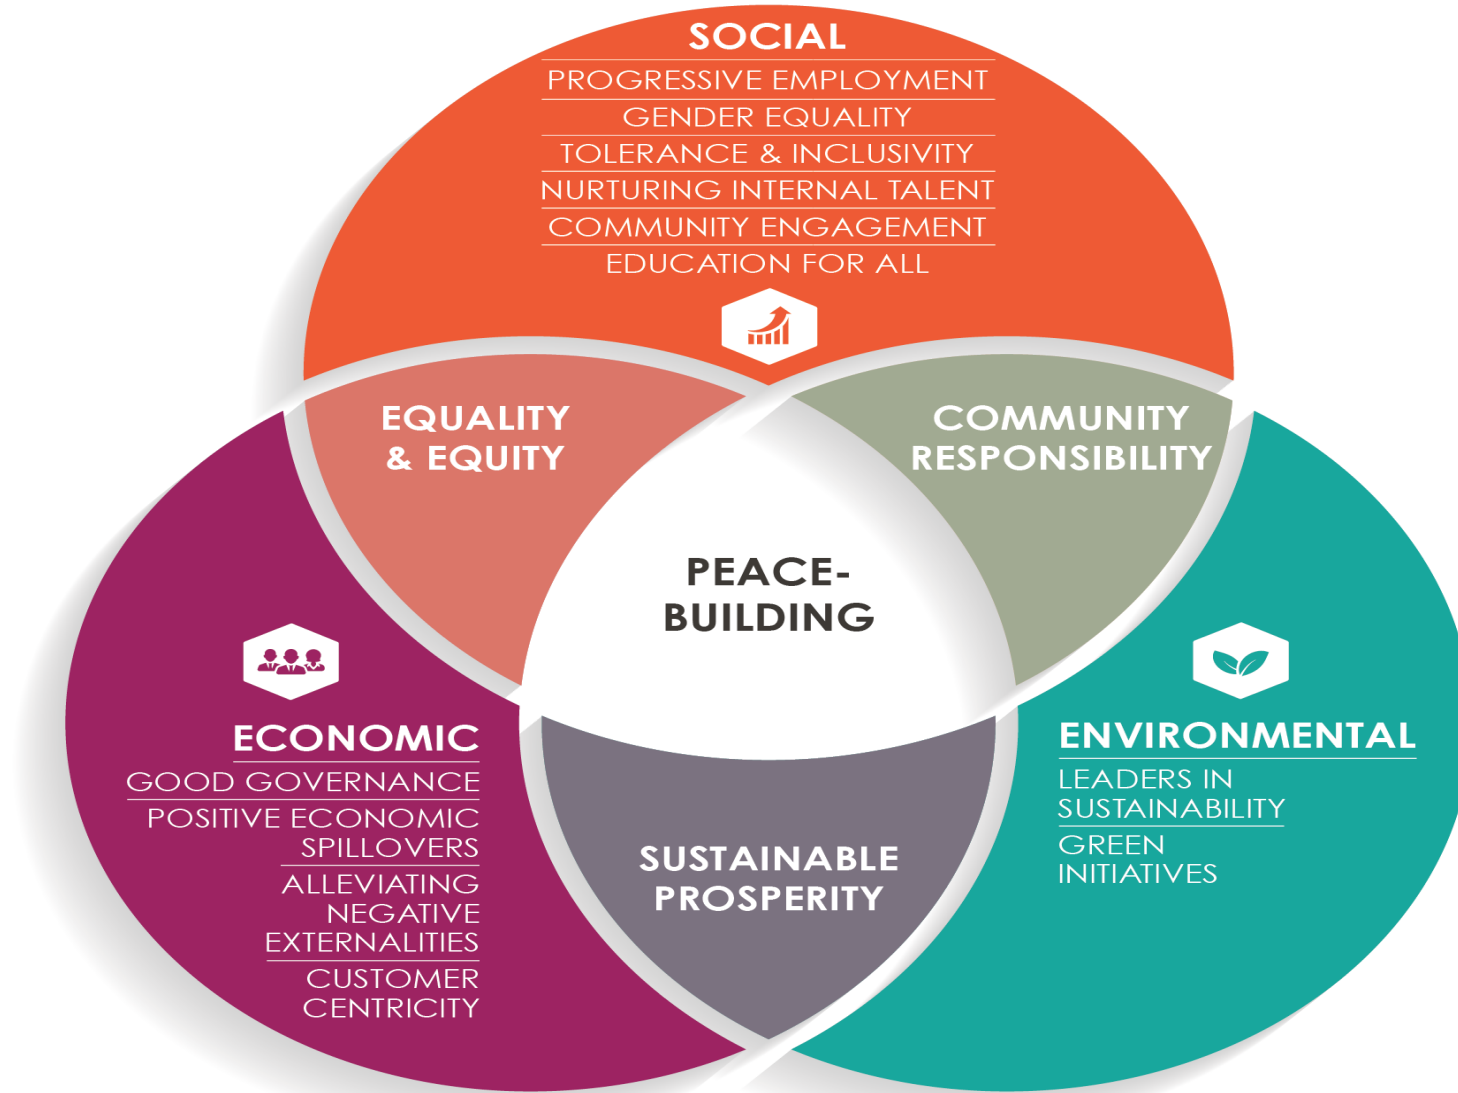 SOCIAL
PROGRESSIVE EMPLOYMENT
GENDER EQUALITY
TOLERANCE & INCLUSIVITY
NURTURING INTERNAL TALENT
COMMUNITY ENGAGEMENT
EDUCATION FOR ALL
EQUALITY
& EQUITY
COMMUNITY
RESPONSIBILITY
PEACE-
BUILDING
ECONOMIC
GOOD GOVERNANCE
POSITIVE ECONOMIC
SPILLOVERS
ALLEVIATING
NEGATIVE
EXTERNALITIES
CUSTOMER
CENTRICITY
ENVIRONMENTAL
LEADERS IN
SUSTAINABILITY
GREEN
INITIATIVES
SUSTAINABLE
PROSPERITY